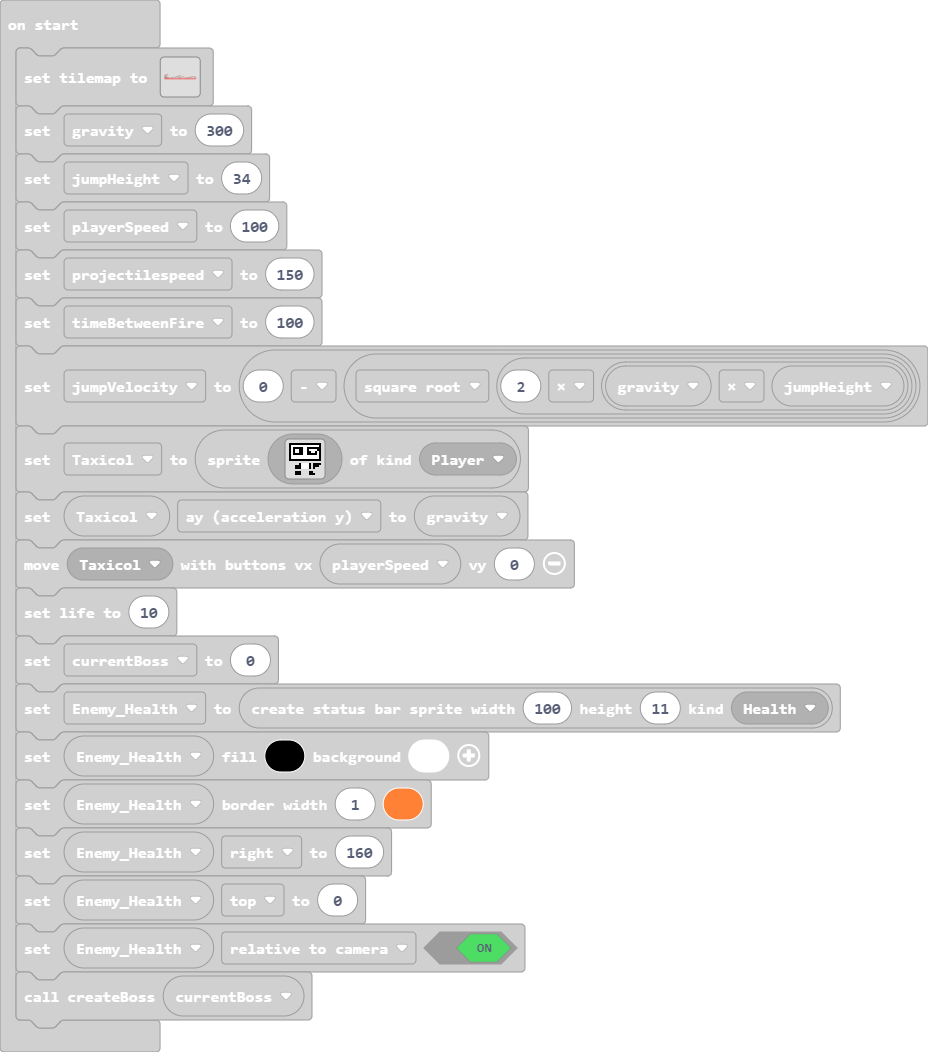 on start
set tilemap to
set gravity to 300
set jumpHeight to 34
set playerSpeed to 100
set projectilespeed to 150
set timeBetweenFire to 100
set jumpVelocity to 0 - square root 2 × gravity × jumpHeight
set Taxicol to sprite of kind Player
set Taxicol ay (acceleration y) to gravity
move Taxicol with buttons vx playerSpeed vy 0
set life to 10
set currentBoss to 0
set Enemy_Health to create status bar sprite width 100 height 11 kind Health
set Enemy_Health fill background
set Enemy_Health border width 1
set Enemy_Health right to 160
set Enemy_Health top to 0
set Enemy_Health relative to camera ON
call createBoss currentBoss